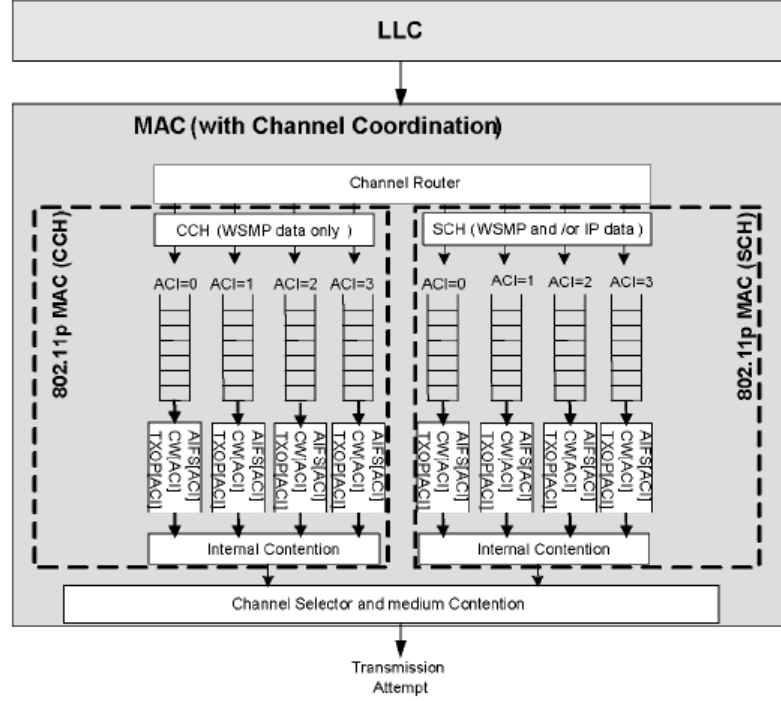 LLC
MAC (with Channel Coordination)
Channel Router
CCH (WSMP data only )
SCH (WSMP and /or IP data )
802.11p MAC (CCH)
ACI=0 ACI=1 ACI=2 ACI=3
ACI=0 ACI=1 ACI=2 ACI=3
802.11p MAC (SCH)
AIFS[ACI]
CW[ACI]
TXOP[ACI]
AIFS[ACI]
CW[ACI]
TXOP[ACI]
AIFS[ACI]
CW[ACI]
TXOP[ACI]
AIFS[ACI]
CW[ACI]
TXOP[ACI]
AIFS[ACI]
CW[ACI]
TXOP[ACI]
AIFS[ACI]
CW[ACI]
TXOP[ACI]
AIFS[ACI]
CW[ACI]
TXOP[ACI]
AIFS[ACI]
CW[ACI]
TXOP[ACI]
Internal Contention
Internal Contention
Channel Selector and medium Contention
Transmission
Attempt